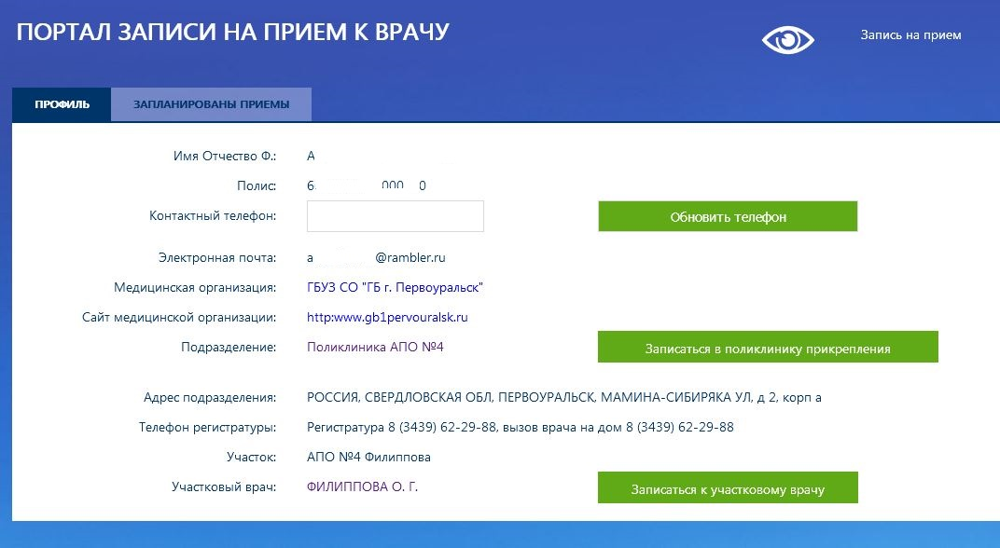 ПОРТАЛ ЗАПИСИ НА ПРИЕМ К ВРАЧУ
Запись на прием
ПРОФИЛЬ ЗАПЛАНИРОВАНЫ ПРИЕМЫ
Имя Отчество Ф.: А
Полис: 6 000 0
Контактный телефон: Обновить телефон
Электронная почта: a @rambler.ru
Медицинская организация: ГБУЗ СО "ГБ г. Первоуральск"
Сайт медицинской организации: http:www.gb1pervouralsk.ru
Подразделение: Поликлиника АПО №4 Записаться в поликлинику прикрепления
Адрес подразделения: РОССИЯ, СВЕРДЛОВСКАЯ ОБЛ, ПЕРВОУРАЛЬСК, МАМИНА-СИБИРЯКА УЛ, д 2, корп а
Телефон регистратуры: Регистратура 8 (3439) 62-29-88, вызов врача на дом 8 (3439) 62-29-88
Участок: АПО №4 Филиппова
Участковый врач: ФИЛИППОВА О. Г. Записаться к участковому врачу